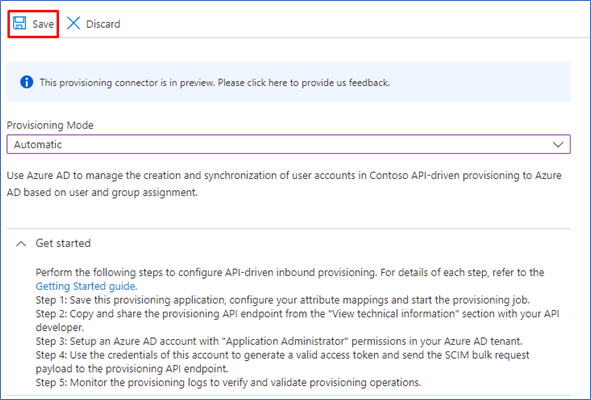 Save Discard
This provisioning connector is in preview. Please click here to provide us feedback.
Provisioning Mode
Automatic
Use Azure AD to manage the creation and synchronization of user accounts in Contoso API-driven provisioning to Azure
AD based on user and group assignment.
Get started
Perform the following steps to configure API-driven inbound provisioning. For details of each step, refer to the
Getting Started guide.
Step 1: Save this provisioning application, configure your attribute mappings and start the provisioning job.
Step 2: Copy and share the provisioning API endpoint from the "View technical information" section with your API
developer.
Step 3: Setup an Azure AD account with "Application Administrator" permissions in your Azure AD tenant.
Step 4: Use the credentials of this account to generate a valid access token and send the SCIM bulk request
payload to the provisioning API endpoint.
Step 5: Monitor the provisioning logs to verify and validate provisioning operations.